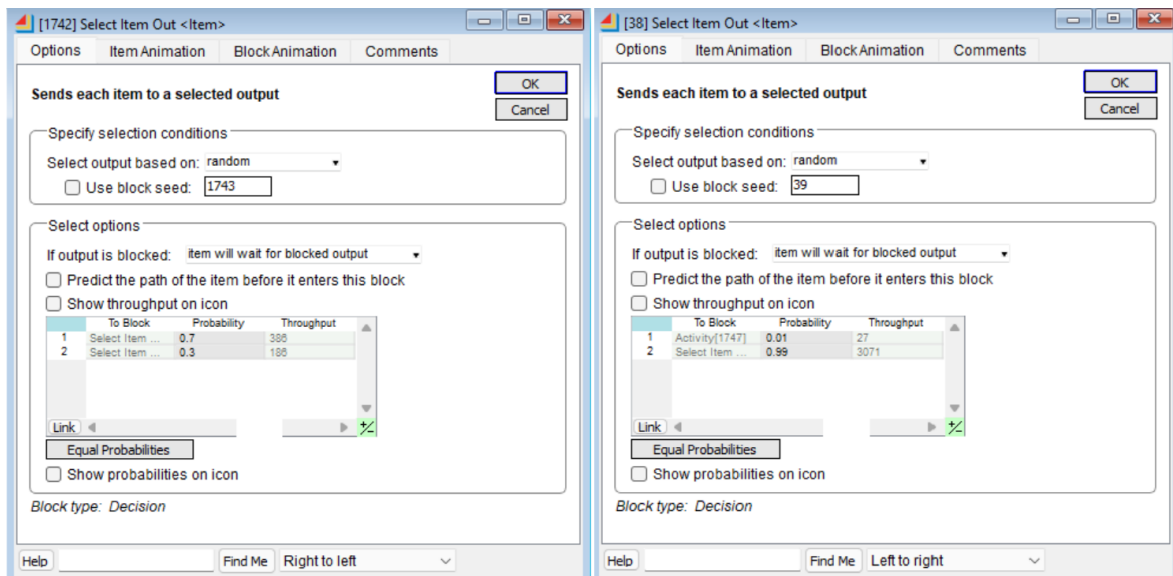 [1742] Select Item Out <Item>
Options Item Animation Block Animation Comments
Sends each item to a selected output
OK
Cancel
Specify selection conditions
Select output based on: random
Use block seed: 1743
Select options
If output is blocked: item will wait for blocked output
Predict the path of the item before it enters this block
Show throughput on icon
To Block Probability Throughput
1 Select Item ... 0.7 386
2 Select Item ... 0.3 186
Link
Equal Probabilities
Show probabilities on icon
Block type: Decision
Help Find Me Right to left
[38] Select Item Out <Item>
Options Item Animation Block Animation Comments
Sends each item to a selected output
OK
Cancel
Specify selection conditions
Select output based on: random
Use block seed: 39
Select options
If output is blocked: item will wait for blocked output
Predict the path of the item before it enters this block
Show throughput on icon
To Block Probability Throughput
1 Activity[1747] 0.01 27
2 Select Item ... 0.99 3071
Link
Equal Probabilities
Show probabilities on icon
Block type: Decision
Help Find Me Left to right